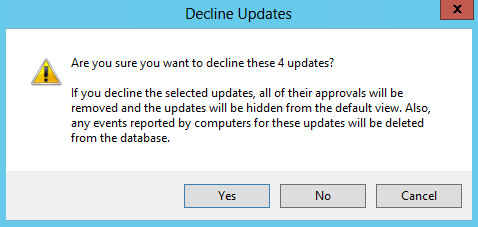 Decline Updates
x
Are you sure you want to decline these 4 updates?
If you decline the selected updates, all of their approvals will be
removed and the updates will be hidden from the default view. Also,
any events reported by computers for these updates will be deleted
from the database.
Yes
No
Cancel